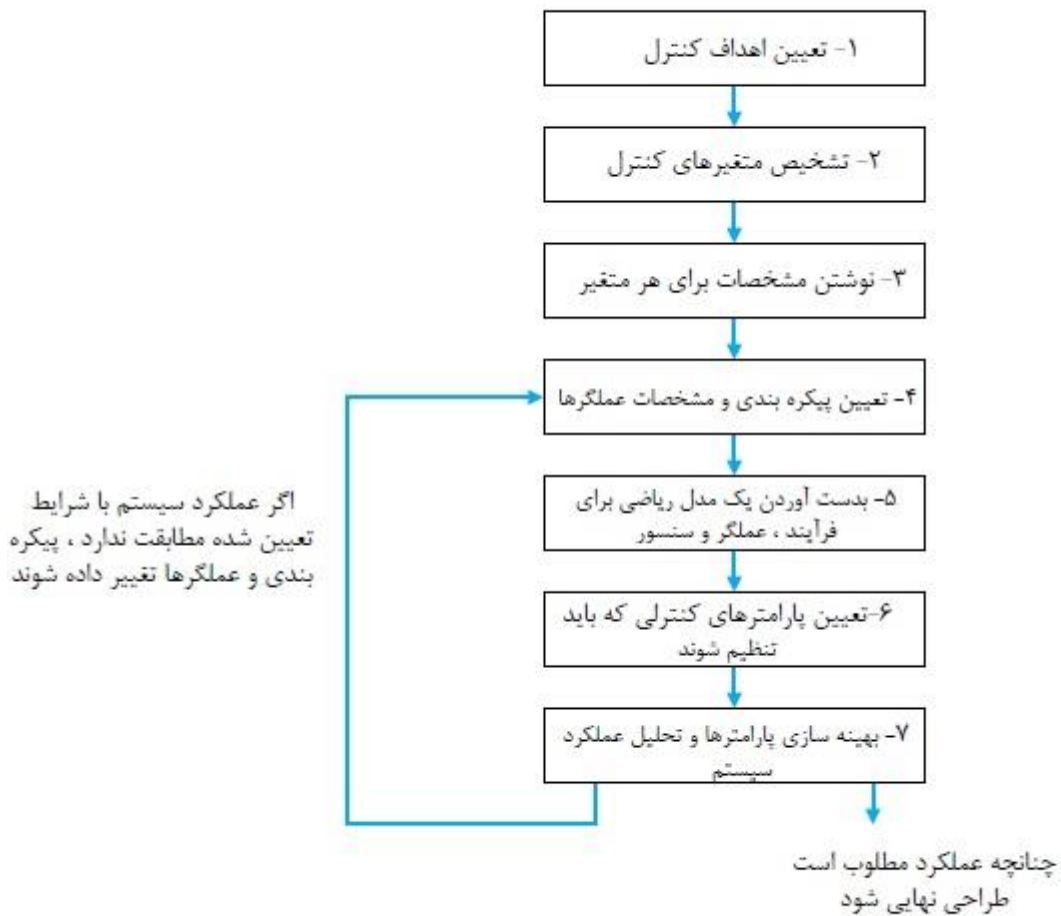 ۱- تعیین اهداف کنترل
۲- تشخیص متغیرهای کنترل
۳- نوشتن مشخصات برای هر متغیر
۴- تعیین پیکره بندی و مشخصات عملگرها
۵- بدست آوردن یک مدل ریاضی برای
فرآیند ، عملگر و سنسور
۶-تعیین پارامترهای کنترلی که باید
تنظیم شوند
۷- بهینه سازی پارامترها و تحلیل عملکرد
سیستم
اگر عملکرد سیستم با شرایط
تعیین شده مطابقت ندارد ، پیکره
بندی و عملگرها تغییر داده شوند
چنانچه عملکرد مطلوب است
طراحی نهایی شود